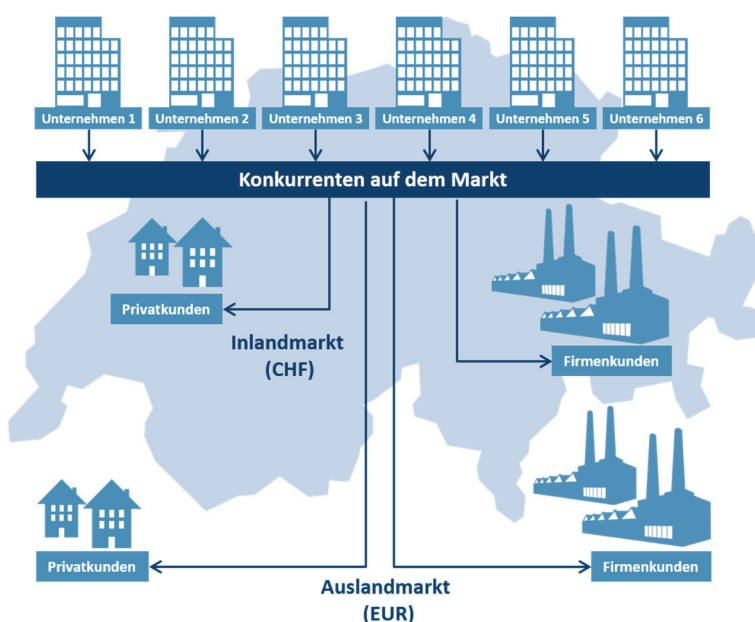 Unternehmen 1
Unternehmen 2
Unternehmen 3
Unternehmen 4
Unternehmen 5
Unternehmen 6
Konkurrenten auf dem Markt
Privatkunden
Inlandmarkt
(CHF)
Firmenkunden
Privatkunden
Firmenkunden
Auslandmarkt
(EUR)